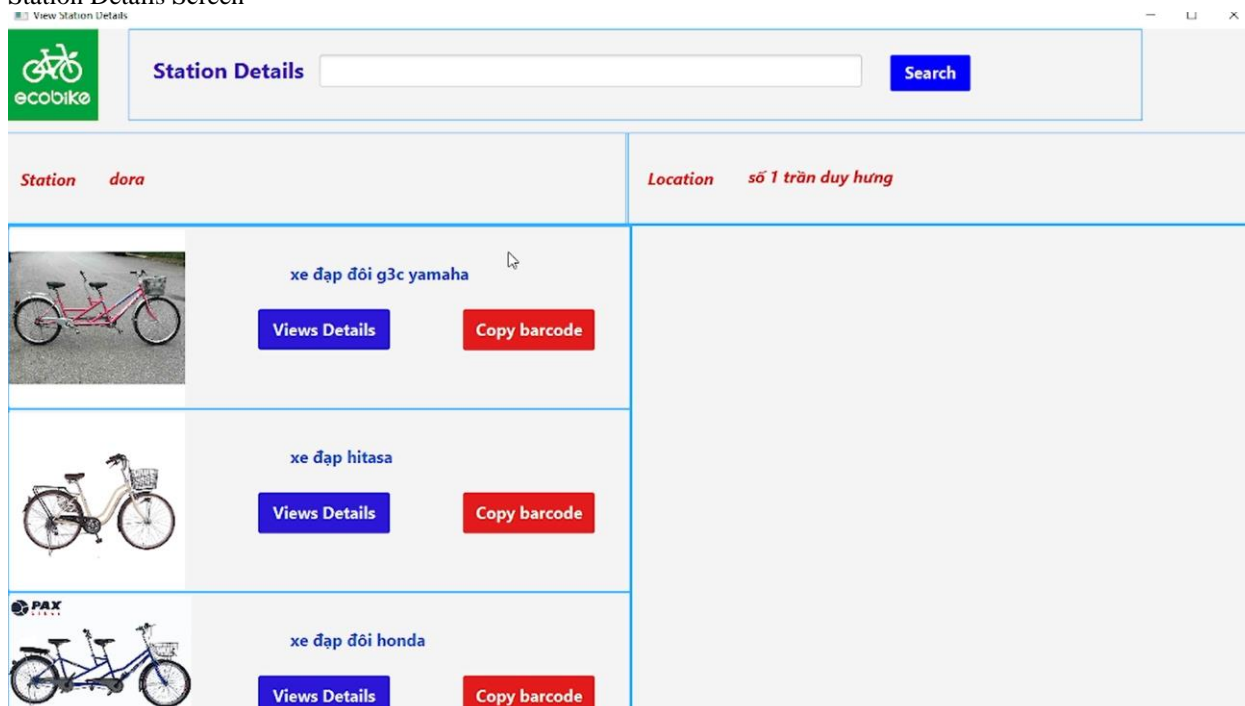 Station Details Screen
View Station Details
ecobike
Station Details
Search
Station dora
Location số 1 trần duy hưng
xe đạp đôi g3c yamaha
Views Details
Copy barcode
xe đạp hitasa
Views Details
Copy barcode
PAX
xe đạp đôi honda
Views Details
Copy barcode